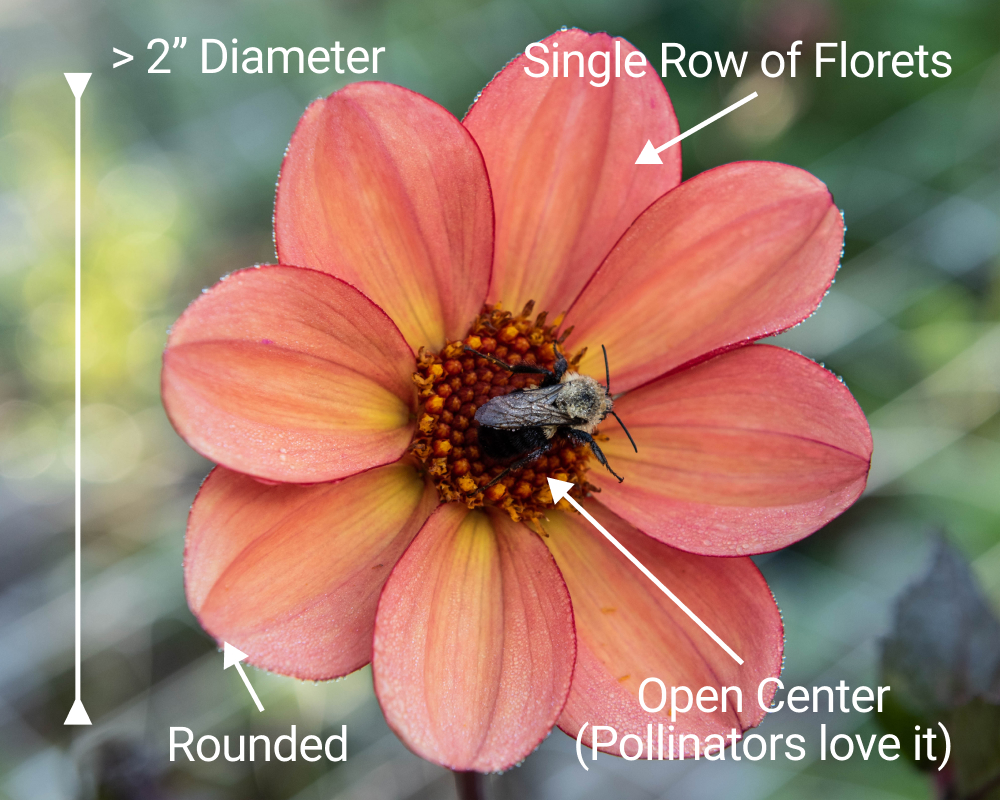 > 2” Diameter
Single Row of Florets
Rounded
Open Center
(Pollinators love it)